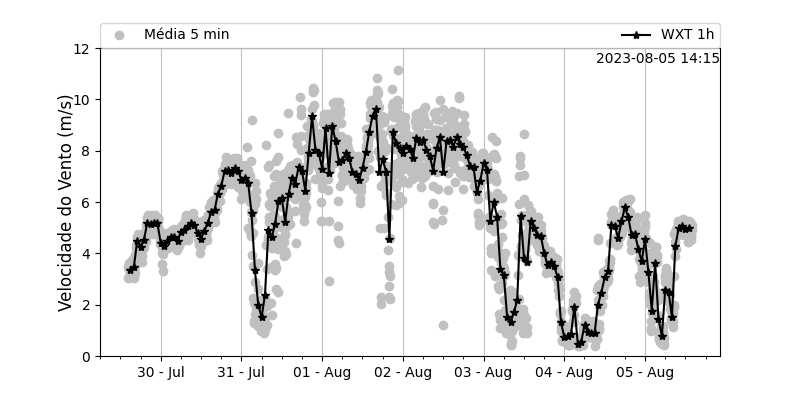 Média 5 min
WXT 1h
2023-08-05 14:15
Velocidade do Vento (m/s)
12
10
8
6
4
2
0
30 - Jul
31 - Jul
01 - Aug
02 - Aug
03 - Aug
04 - Aug
05 - Aug